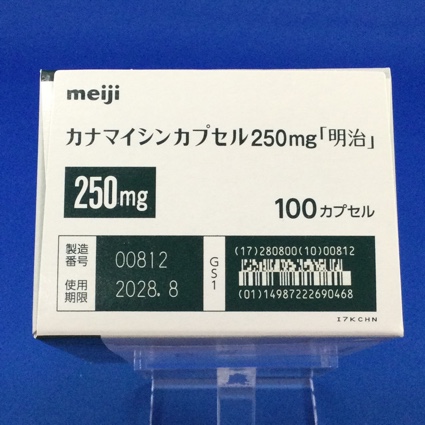 meiji
カナマイシンカプセル250mg「明治」
250mg
100カプセル
製造番号 00812
使用期限 2028.8
GS1
(17)280800(10)00812
(01)14987222690468
17KCHN